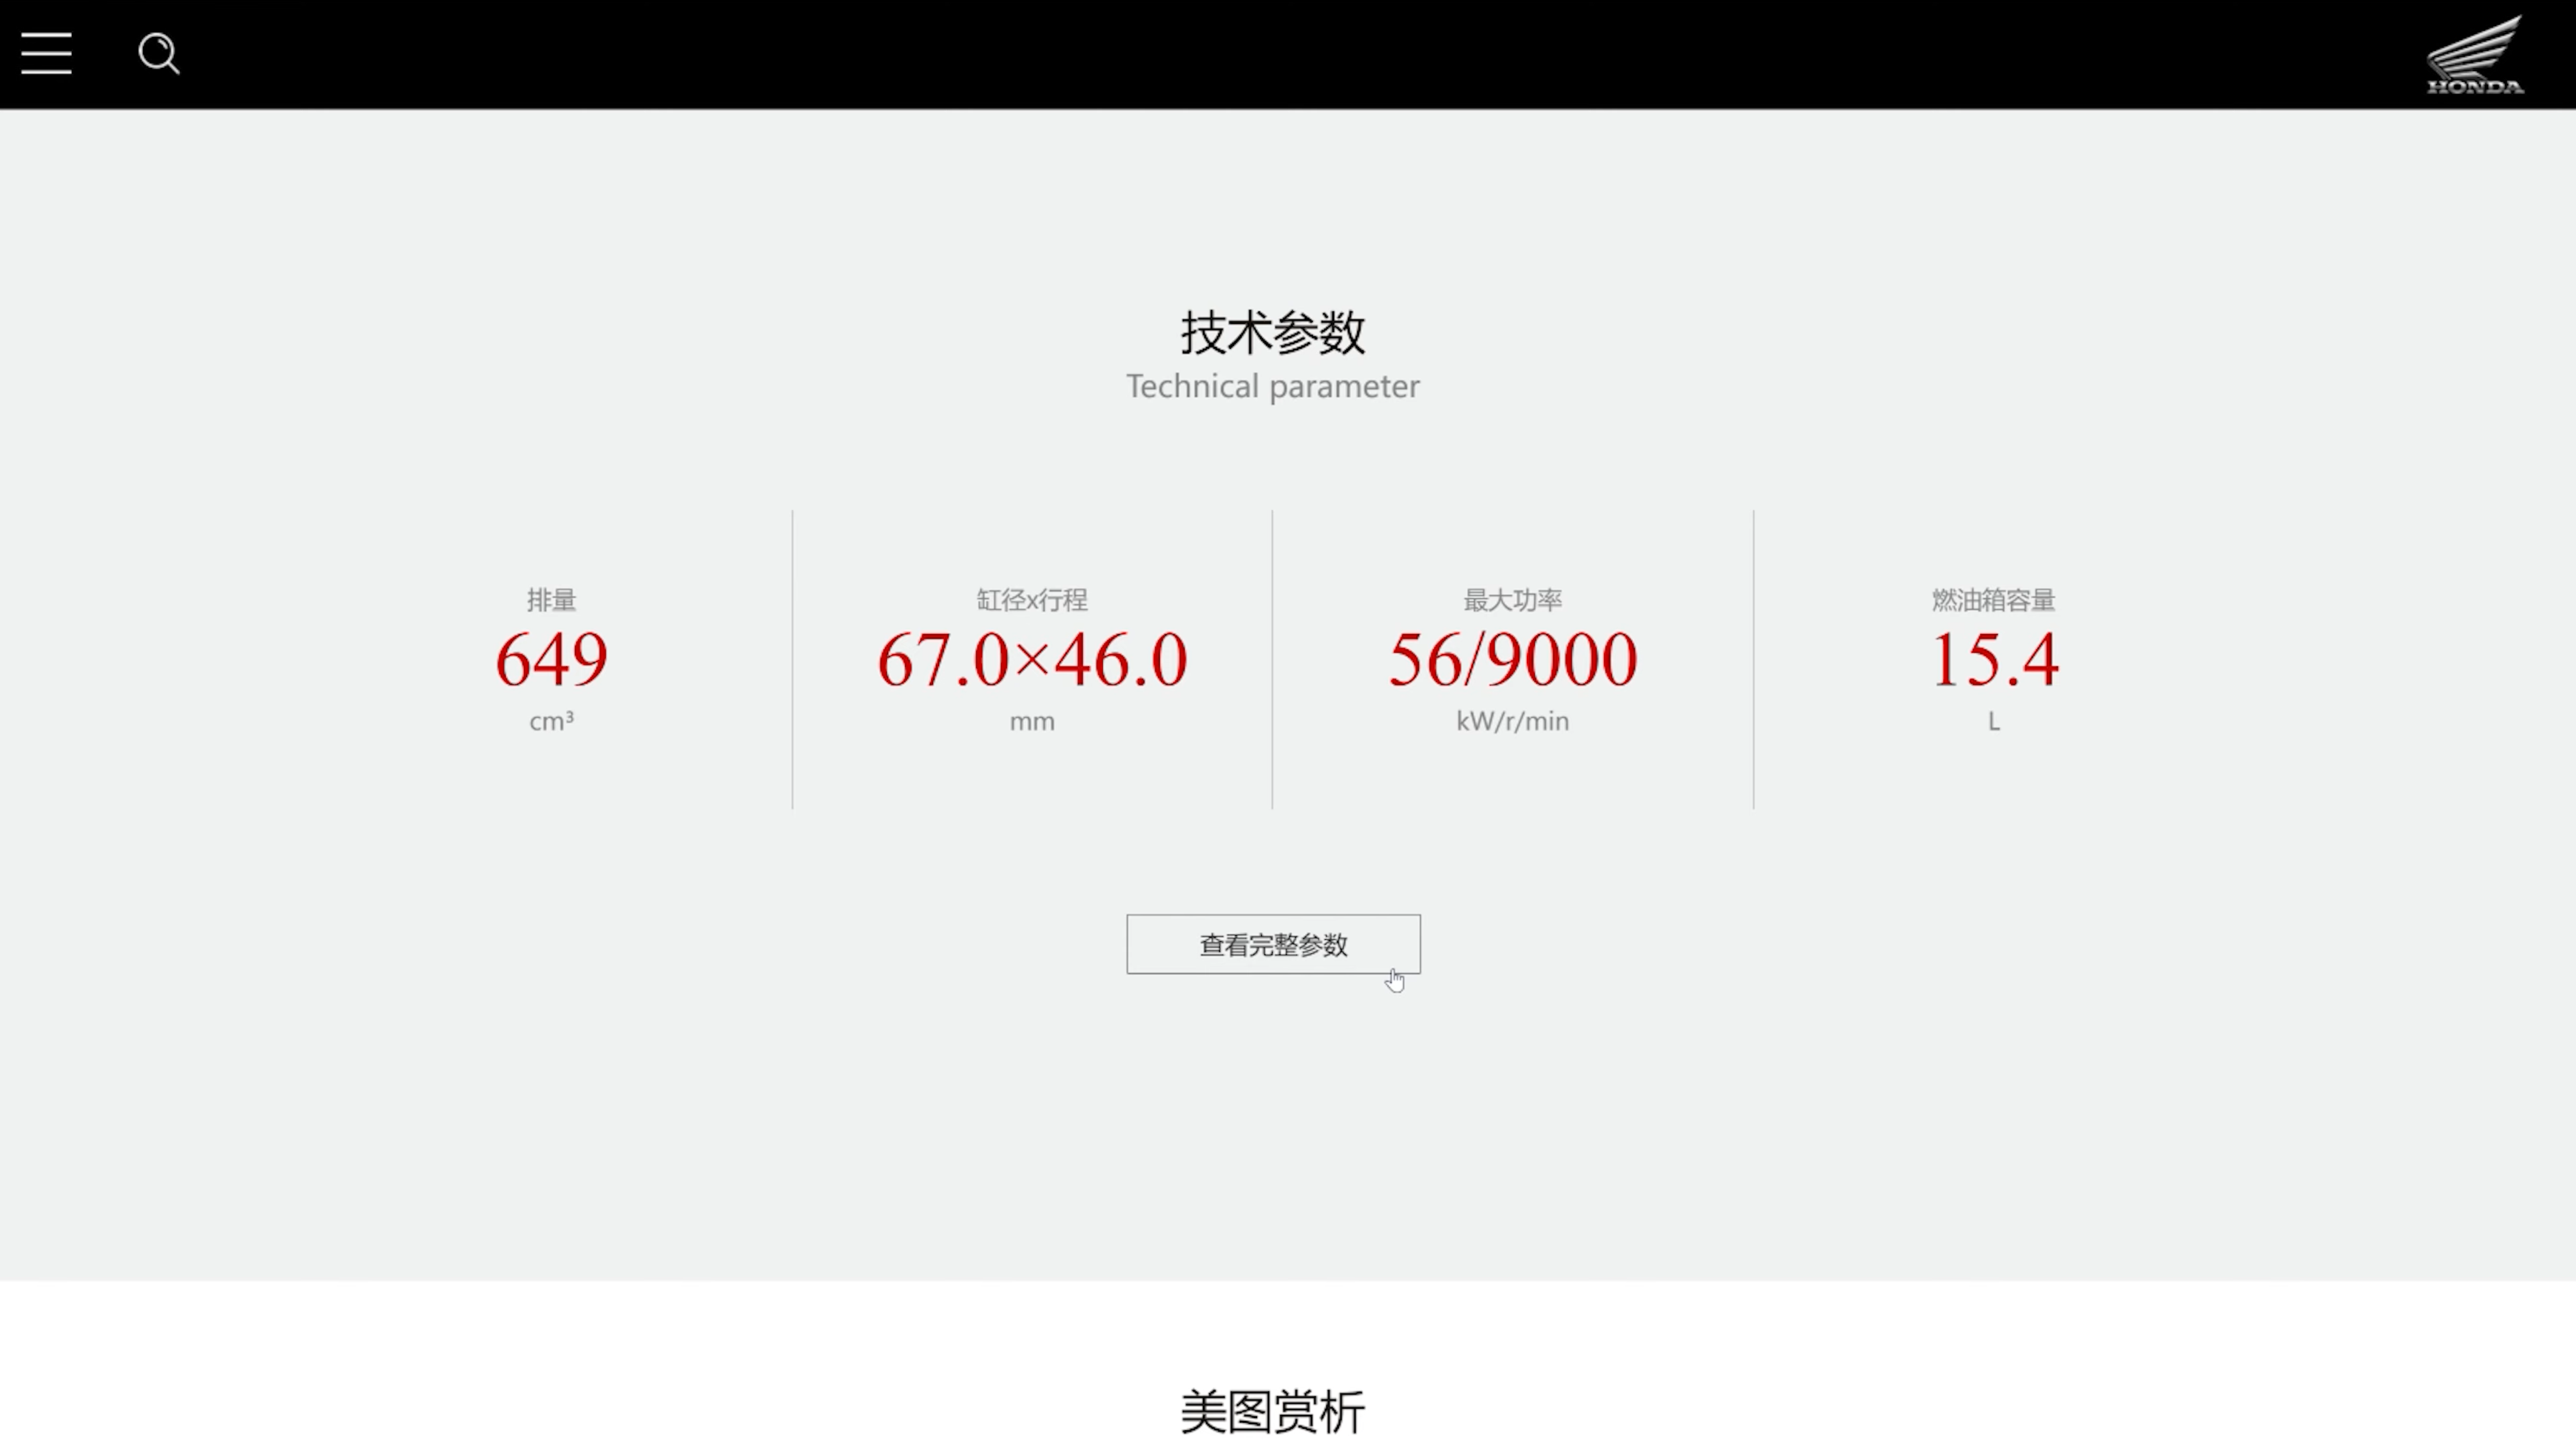 HONDA
技术参数
Technical parameter
排量
649
cm³
缸径x行程
67.0×46.0
mm
最大功率
56/9000
kW/r/min
燃油箱容量
15.4
L
查看完整参数
美图赏析